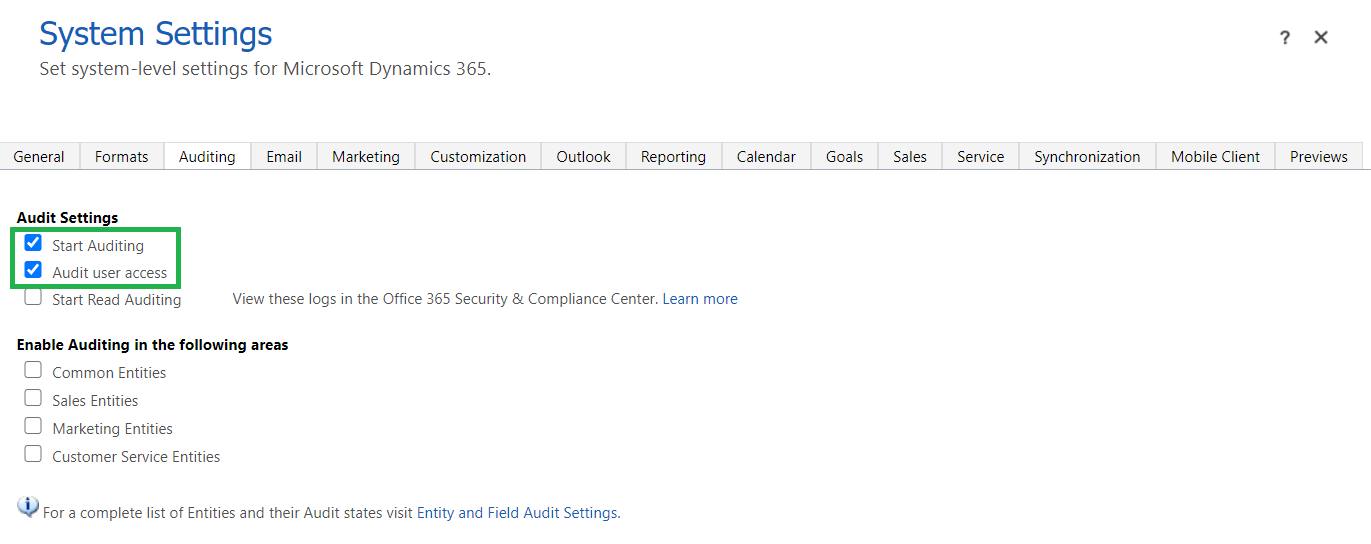 System Settings
? ✕
Set system-level settings for Microsoft Dynamics 365.
General Formats Auditing Email Marketing Customization Outlook Reporting Calendar Goals Sales Service Synchronization Mobile Client Previews
Audit Settings
Start Auditing
Audit user access
Start Read Auditing View these logs in the Office 365 Security & Compliance Center. Learn more
Enable Auditing in the following areas
Common Entities
Sales Entities
Marketing Entities
Customer Service Entities
For a complete list of Entities and their Audit states visit Entity and Field Audit Settings.